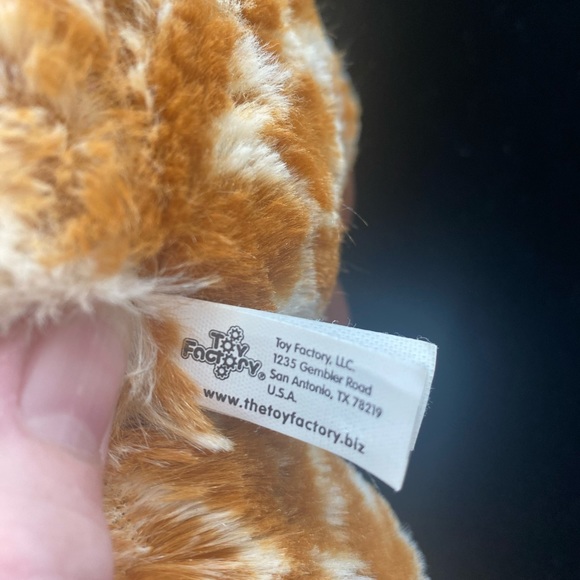 Toy
Factory®
Toy Factory, LLC.
1235 Gembler Road
San Antonio, TX 78219
U.S.A.
www.thetoyfactory.biz